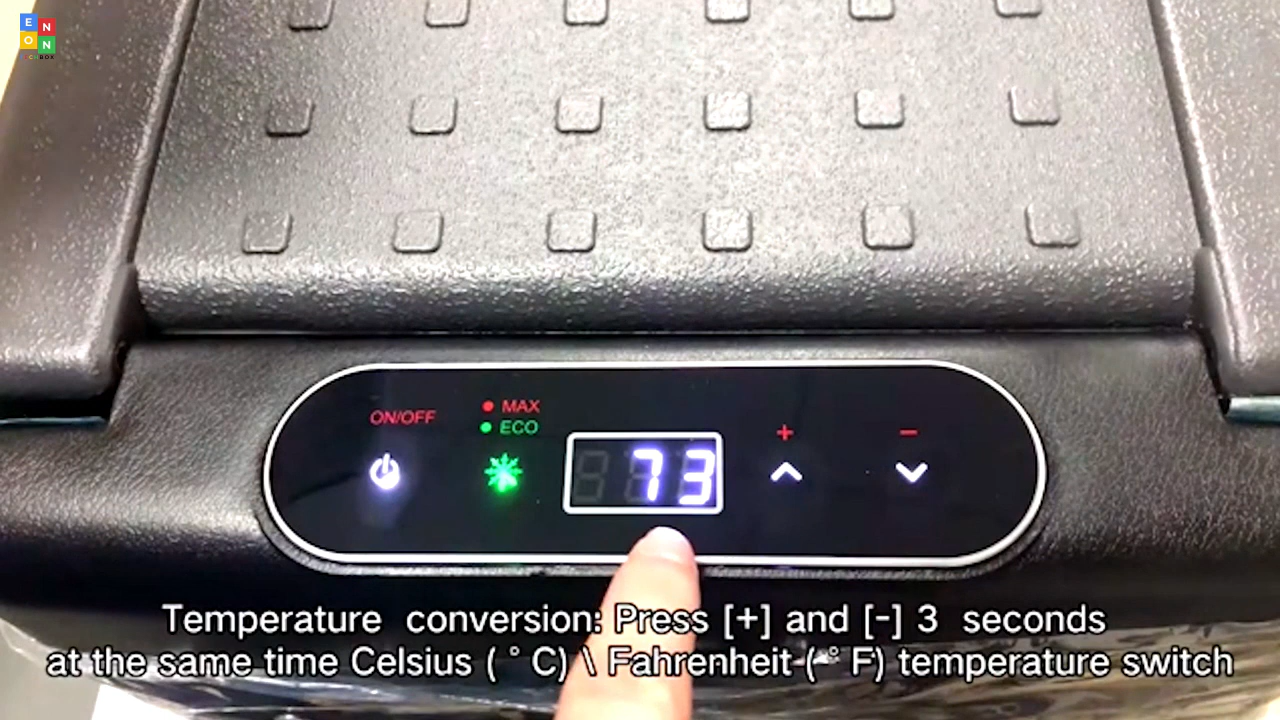 E N
O N
ON/OFF
MAX
ECO
73
+
-
Temperature conversion: Press [+] and [-] 3 seconds
at the same time Celsius ( ° C) \ Fahrenheit (° F) temperature switch